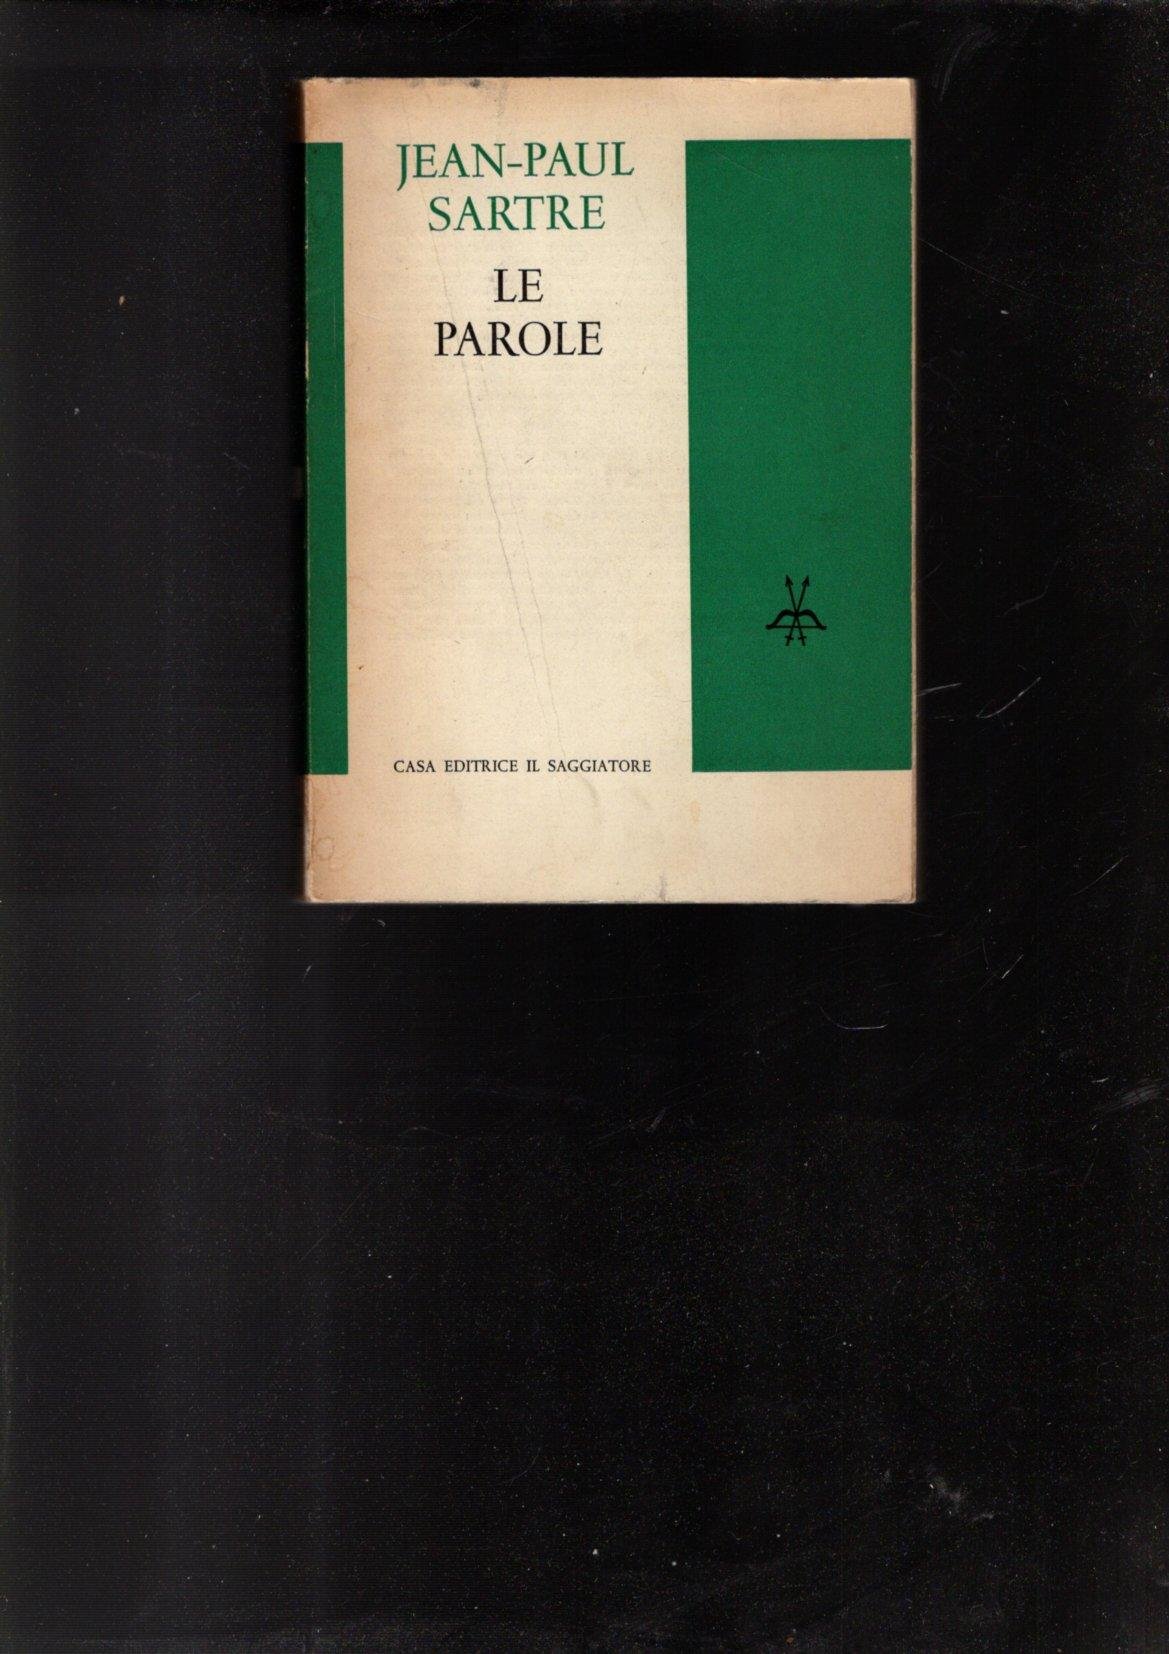 JEAN-PAUL
SARTRE
LE
PAROLE
CASA EDITRICE IL SAGGIATORE